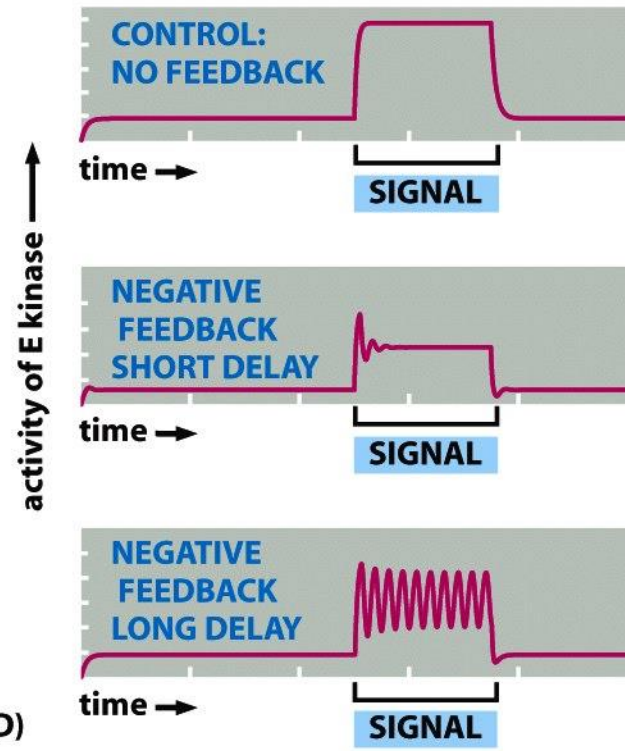 CONTROL:
NO FEEDBACK
time
SIGNAL
activity of E kinase
NEGATIVE
FEEDBACK
SHORT DELAY
time
SIGNAL
NEGATIVE
FEEDBACK
LONG DELAY
time
SIGNAL
D)